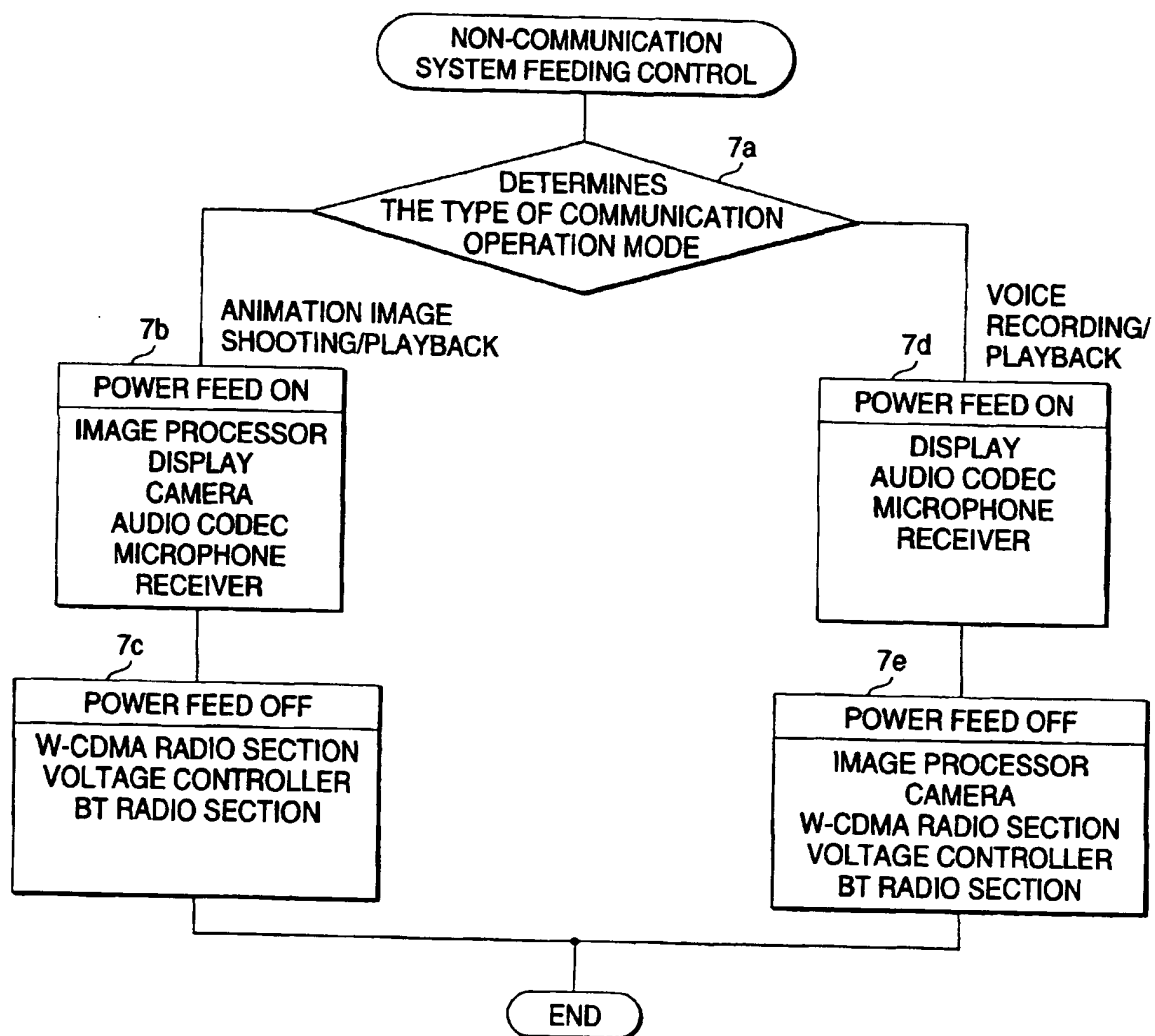 NON-COMMUNICATION
SYSTEM FEEDING CONTROL
7a
DETERMINES
THE TYPE OF COMMUNICATION
OPERATION MODE
ANIMATION IMAGE
SHOOTING/PLAYBACK
7b
POWER FEED ON
IMAGE PROCESSOR
DISPLAY
CAMERA
AUDIO CODEC
MICROPHONE
RECEIVER
7c
POWER FEED OFF
W-CDMA RADIO SECTION
VOLTAGE CONTROLLER
BT RADIO SECTION
VOICE
RECORDING/
PLAYBACK
7d
POWER FEED ON
DISPLAY
AUDIO CODEC
MICROPHONE
RECEIVER
7e
POWER FEED OFF
IMAGE PROCESSOR
CAMERA
W-CDMA RADIO SECTION
VOLTAGE CONTROLLER
BT RADIO SECTION
END